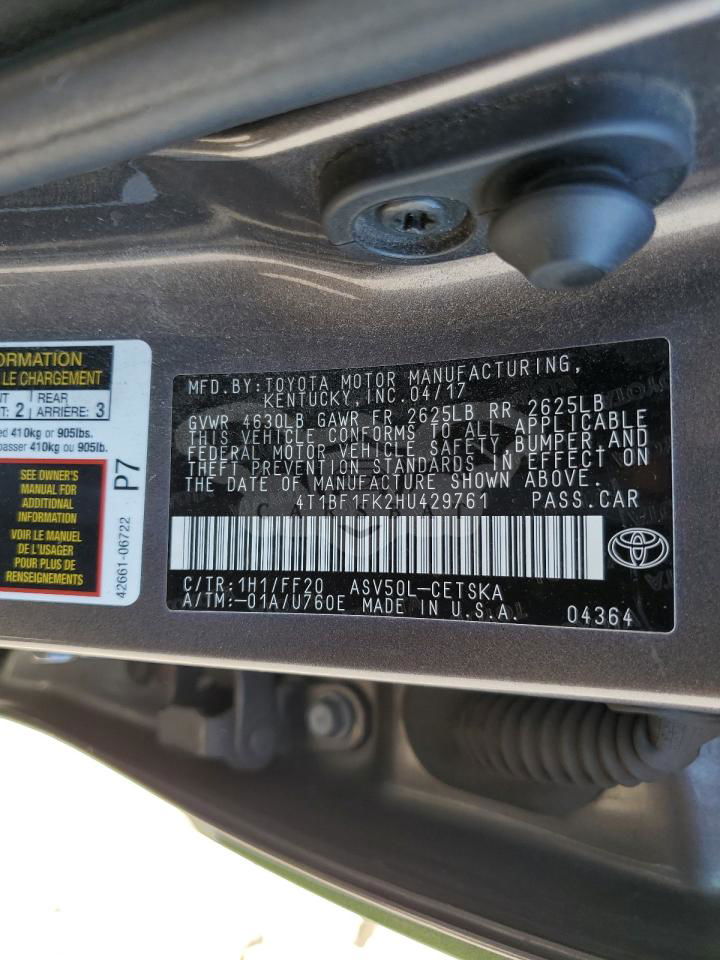 ORMATION
LE CHARGEMENT
NT REAR
T: 2 ARRIÈRE: 3
ed 410kg or 905lbs.
passer 410kg ou 905lb.
SEE OWNER'S
MANUAL FOR
ADDITIONAL
INFORMATION
VOIR LE MANUEL
DE L'USAGER
POUR PLUS DE
RENSEIGNEMENTS
P7
42661-06722
MFD.BY:TOYOTA MOTOR MANUFACTURING,
KENTUCKY,INC.04/17
GVWR 4630LB GAWR FR 2625LB RR 2625LB
THIS VEHICLE CONFORMS TO ALL APPLICABLE
FEDERAL MOTOR VEHICLE SAFETY,BUMPER,AND
THEFT PREVENTION STANDARDS IN EFFECT ON
THE DATE OF MANUFACTURE SHOWN ABOVE.
4T1BF1FK2HU429761 PASS.CAR
C/TR:1H1/FF20 ASV50L-CETSKA
A/TM:-01A/U760E MADE IN U.S.A. 04364